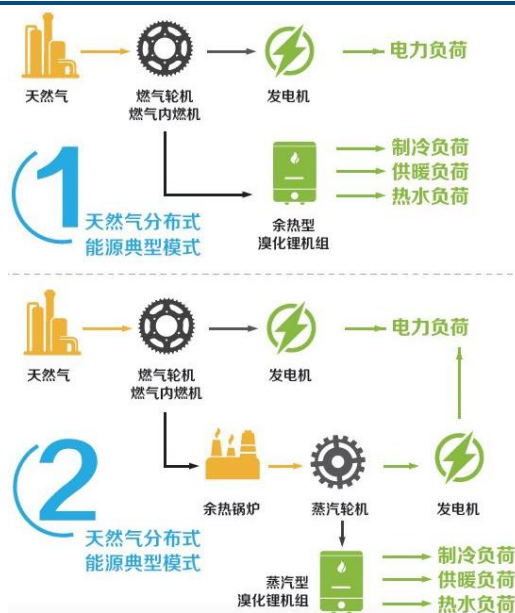 电力负荷
天然气
燃气轮机
燃气内燃机
发电机
制冷负荷
供暖负荷
热水负荷
1
天然气分布式
能源典型模式
余热型
溴化锂机组
电力负荷
天然气
燃气轮机
燃气内燃机
发电机
2
天然气分布式
能源典型模式
余热锅炉
蒸汽轮机
发电机
蒸汽型
溴化锂机组
制冷负荷
供暖负荷
热水负荷